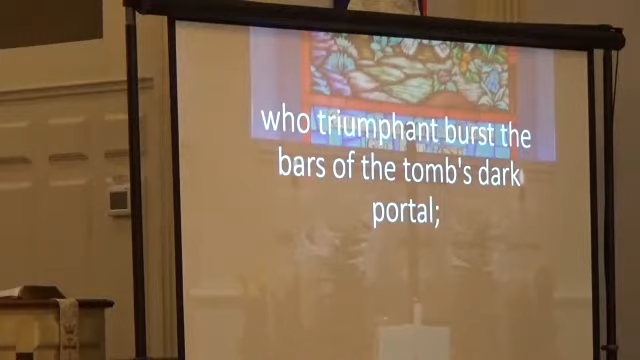 who triumphant burst the
bars of the tomb's dark
portal;